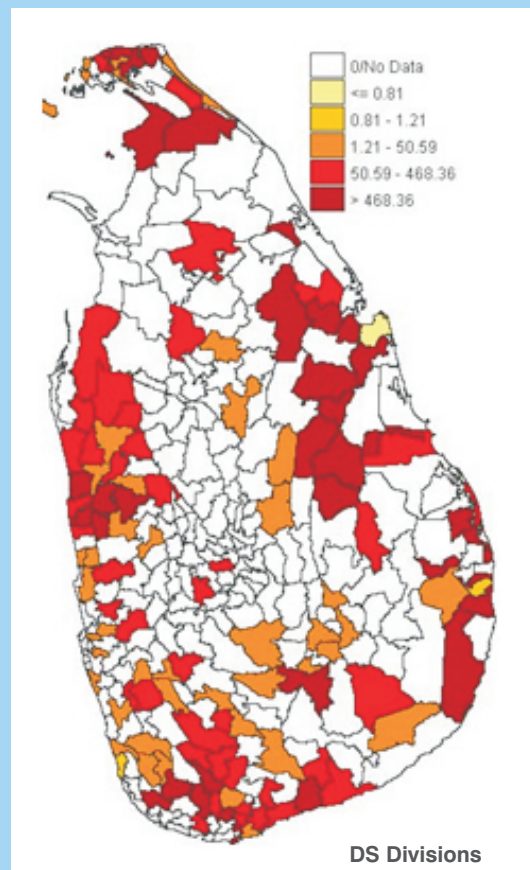 0/No Data
<= 0.81
0.81 - 1.21
1.21 - 50.59
50.59 - 468.36
> 468.36
DS Divisions